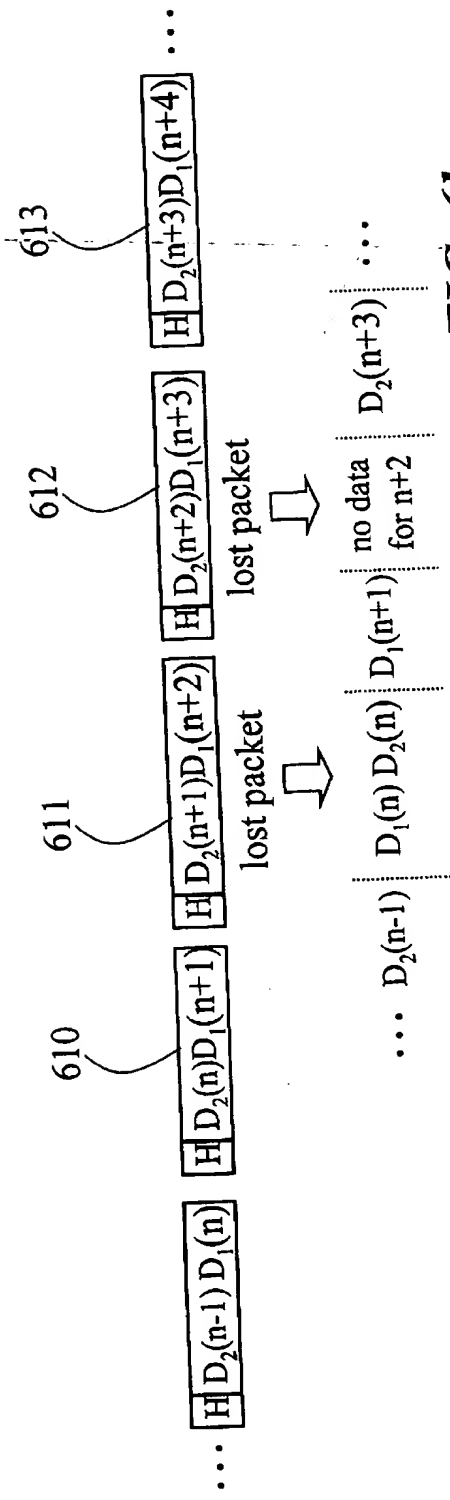 610 611 612 613
... H D₂(n-1) D₁(n) H D₂(n)D₁(n+1) H D₂(n+1)D₁(n+2) H D₂(n+2)D₁(n+3) H D₂(n+3)D₁(n+4) ...
lost packet lost packet
... D₂(n-1) D₁(n) D₂(n) D₁(n+1) no data for n+2 D₂(n+3) ...